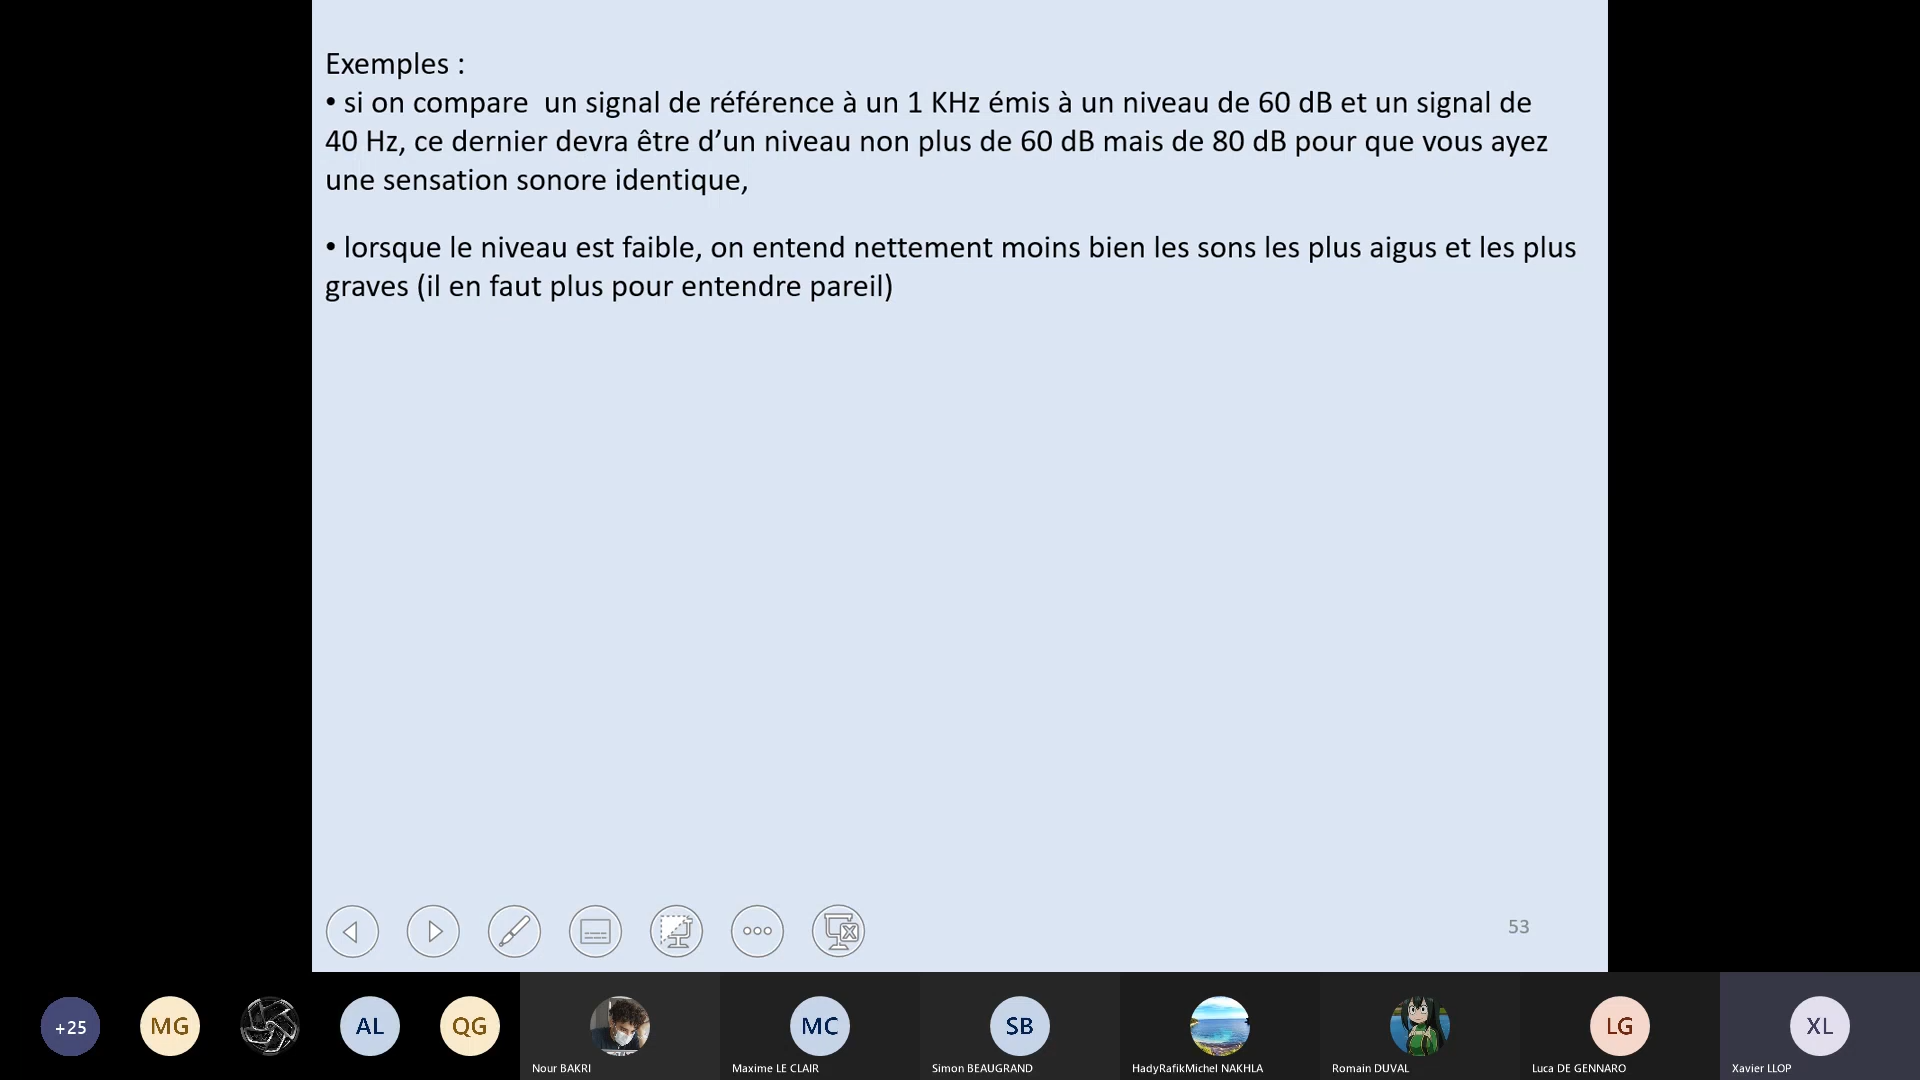 Exemples :
• si on compare  un signal de référence à un 1 KHz émis à un niveau de 60 dB et un signal de
40 Hz, ce dernier devra être d’un niveau non plus de 60 dB mais de 80 dB pour que vous ayez
une sensation sonore identique,
• lorsque le niveau est faible, on entend nettement moins bien les sons les plus aigus et les plus
graves (il en faut plus pour entendre pareil)
53
+25
MG
AL
QG
MC
SB
LG
XL
Nour BAKRI
Maxime LE CLAIR
Simon BEAUGRAND
HadyRafikMichel NAKHLA
Romain DUVAL
Luca DE GENNARO
Xavier LLOP